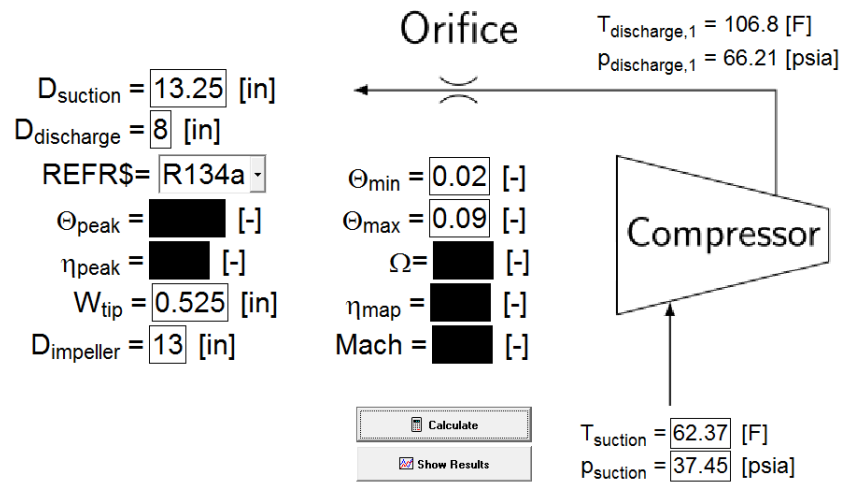 Orifice
T_discharge,1 = 106.8 [F]
p_discharge,1 = 66.21 [psia]
D_suction = 13.25 [in]
D_discharge = 8 [in]
REFR$= R134a
Θ_peak = [-]
η_peak = [-]
W_tip = 0.525 [in]
D_impeller = 13 [in]
Θ_min = 0.02 [-]
Θ_max = 0.09 [-]
Ω= [-]
η_map = [-]
Mach = [-]
Compressor
Calculate
Show Results
T_suction = 62.37 [F]
p_suction = 37.45 [psia]